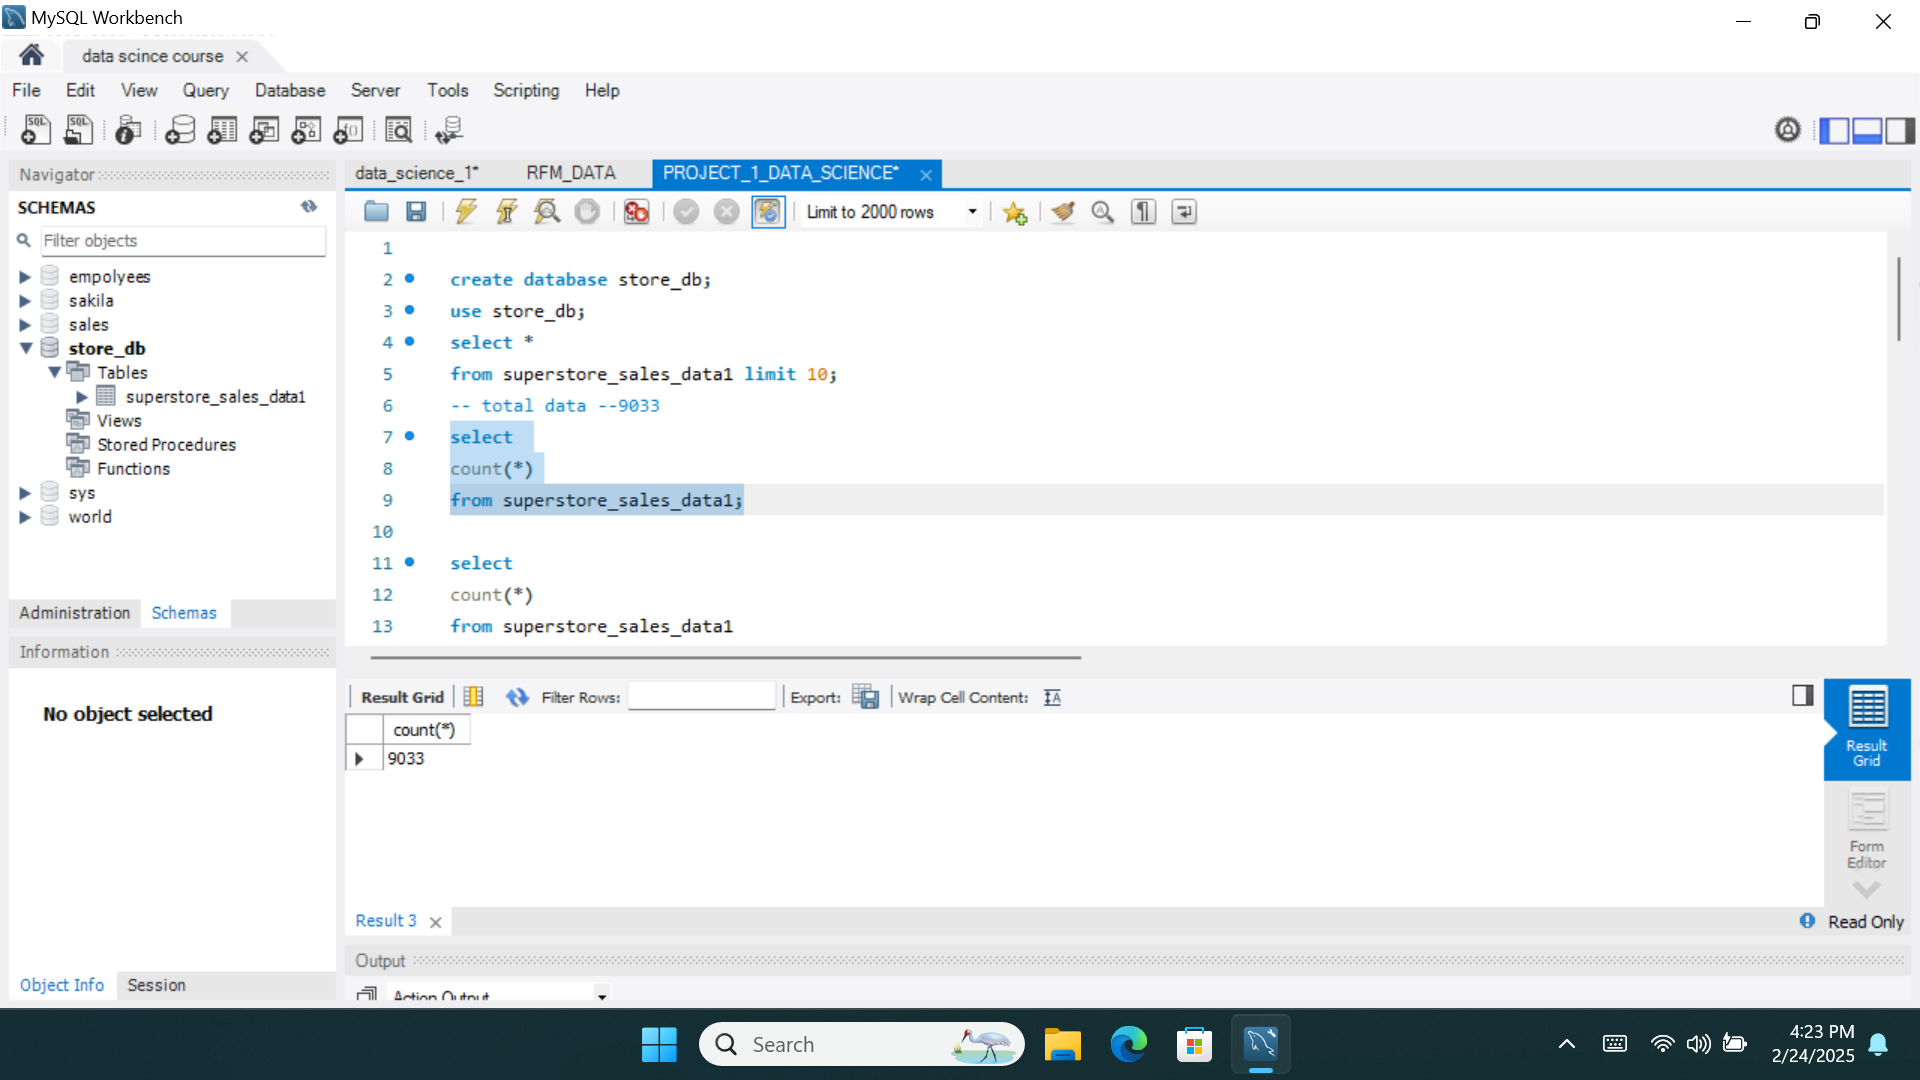 MySQL Workbench
data scince course
File Edit View Query Database Server Tools Scripting Help
Navigator
SCHEMAS
Filter objects
empolyees
sakila
sales
store_db
Tables
superstore_sales_data1
Views
Stored Procedures
Functions
sys
world
Administration Schemas
Information
No object selected
Object Info Session
data_science_1* RFM_DATA PROJECT_1_DATA_SCIENCE*
Limit to 2000 rows
1
2 create database store_db;
3 use store_db;
4 select *
5 from superstore_sales_data1 limit 10;
6 -- total data --9033
7 select
8 count(*)
9 from superstore_sales_data1;
10
11 select
12 count(*)
13 from superstore_sales_data1
Result Grid Filter Rows: Export: Wrap Cell Content:
count(*)
9033
Result Grid
Form Editor
Result 3
Read Only
Output
Action Output
Search
4:23 PM
2/24/2025